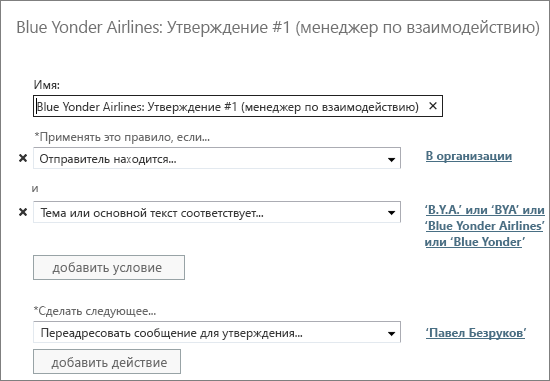 Blue Yonder Airlines: Утверждение #1 (менеджер по взаимодействию)
Имя:
Blue Yonder Airlines: Утверждение #1 (менеджер по взаимодействию)
*Применять это правило, если...
Отправитель находится...
В организации
и
Тема или основной текст соответствует...
‘B.Y.A.’ или ‘BYA’ или
‘Blue Yonder Airlines’
или ‘Blue Yonder’
добавить условие
*Сделать следующее...
Переадресовать сообщение для утверждения...
‘Павел Безруков’
добавить действие